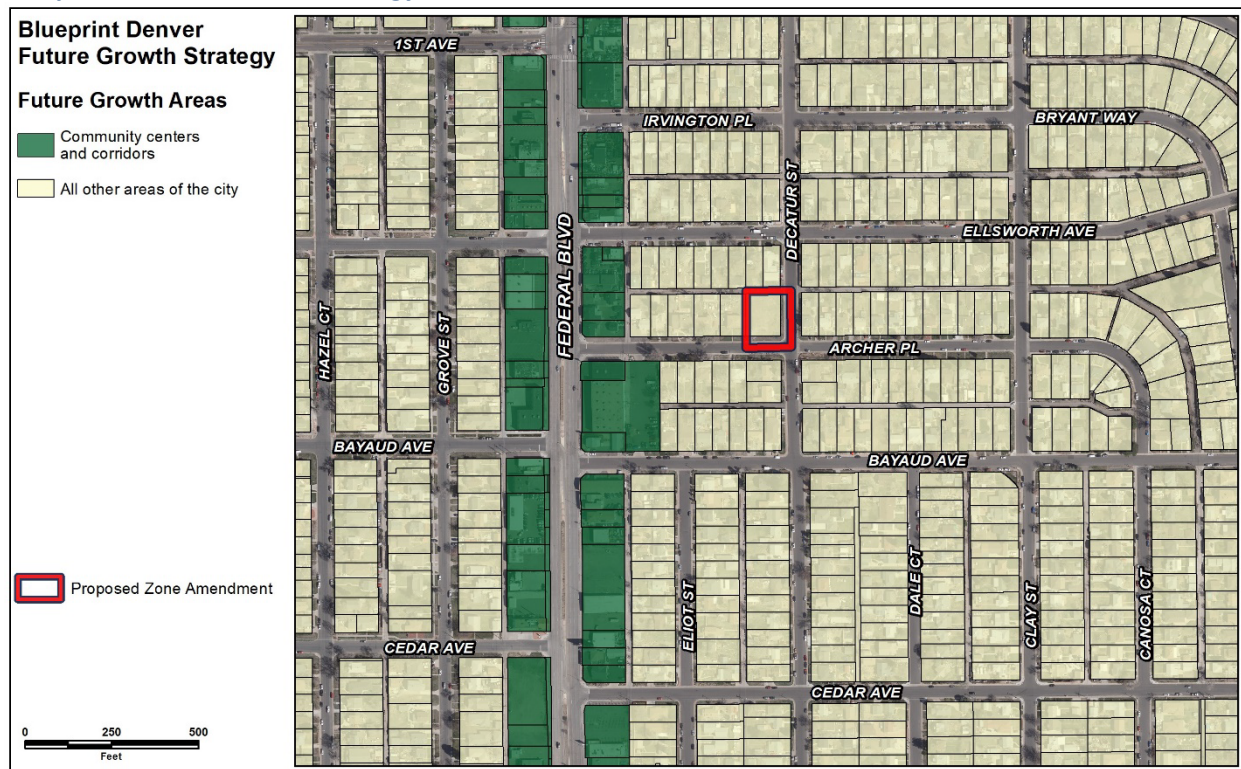 Blueprint Denver
Future Growth Strategy
Future Growth Areas
Community centers
and corridors
All other areas of the city
Proposed Zone Amendment
0 250 500
Feet
1ST AVE
IRVINGTON PL
BRYANT WAY
DECATUR ST
ELLSWORTH AVE
FEDERAL BLVD
HAZEL CT
GROVE ST
ARCHER PL
BAYAUD AVE
BAYAUD AVE
ELIOT ST
DALE CT
CLAY ST
CANOSA CT
CEDAR AVE
CEDAR AVE